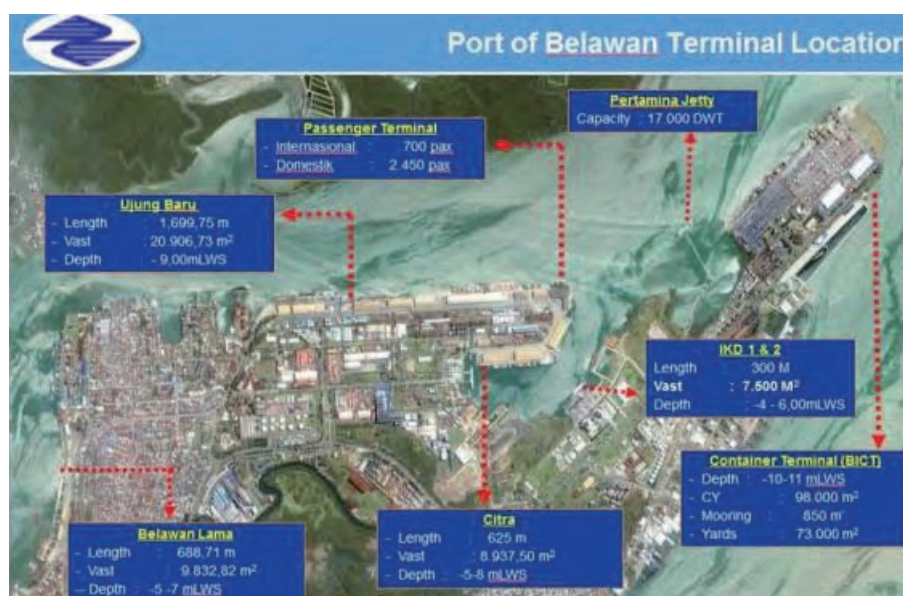 Port of Belawan Terminal Location
Pertamina Jetty
Capacity : 17.000 DWT
Passenger Terminal
- Internasional : 700 pax
- Domestik : 2.450 pax
Ujung Baru
- Length : 1.699,75 m
- Vast : 20.906,73 m²
- Depth : - 9,00mLWS
IKD 1 & 2
Length : 300 M
Vast : 7.500 M²
Depth : -4 - 6,00mLWS
Container Terminal (BICT)
- Depth : -10-11 mLWS
- CY : 98.000 m²
- Mooring : 850 m
- Yards : 73.000 m²
Citra
- Length : 625 m
- Vast : 8.937,50 m²
- Depth : -5-8 mLWS
Belawan Lama
- Length : 688,71 m
- Vast : 9.832,82 m²
- Depth : -5 -7 mLWS